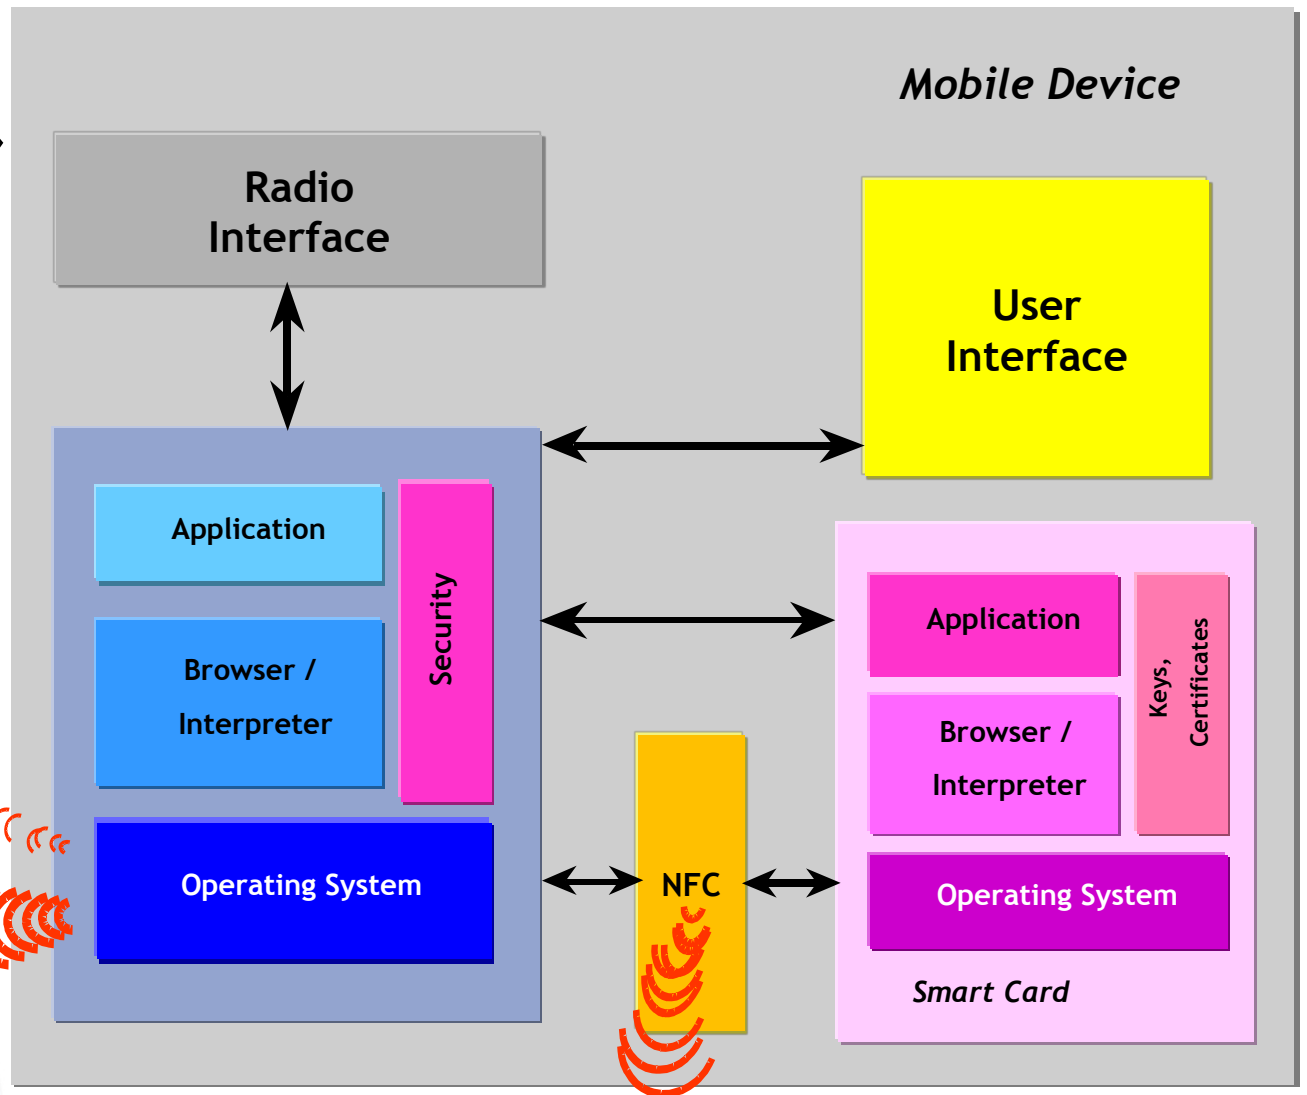 Mobile Device
Radio
Interface
User
Interface
Application
Security
Browser /
Interpreter
Operating System
NFC
Application
Keys,
Certificates
Browser /
Interpreter
Operating System
Smart Card